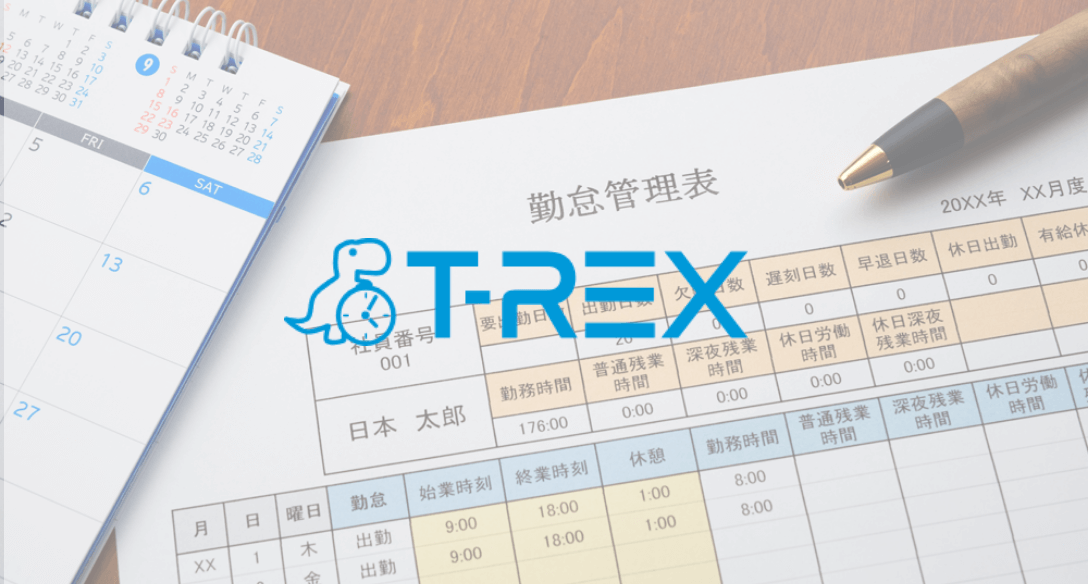 M T W T F S
9
S M T W T F S
1 2 3 4 5 6 7
8 9 10 11 12 13 14
15 16 17 18 19 20 21
22 23 24 25 26 27 28
29 30
FRI
SAT
5
6
13
20
27
勤怠管理表
20XX年 XX月度
T-REX
社員番号
001
日本 太郎
要出勤日数 出勤日数 欠勤日数 遅刻日数 早退日数 休日出勤 有給休
20 0 0 0 0 0
勤務時間 普通残業時間 深夜残業時間 休日労働時間 休日深夜残業時間
176:00 0:00 0:00 0:00 0:00
月 日 曜日 勤怠 始業時刻 終業時刻 休憩 勤務時間 普通残業時間 深夜残業時間 休日労働時間
XX 1 木 出勤 9:00 18:00 1:00 8:00
金 出勤 9:00 18:00 1:00 8:00